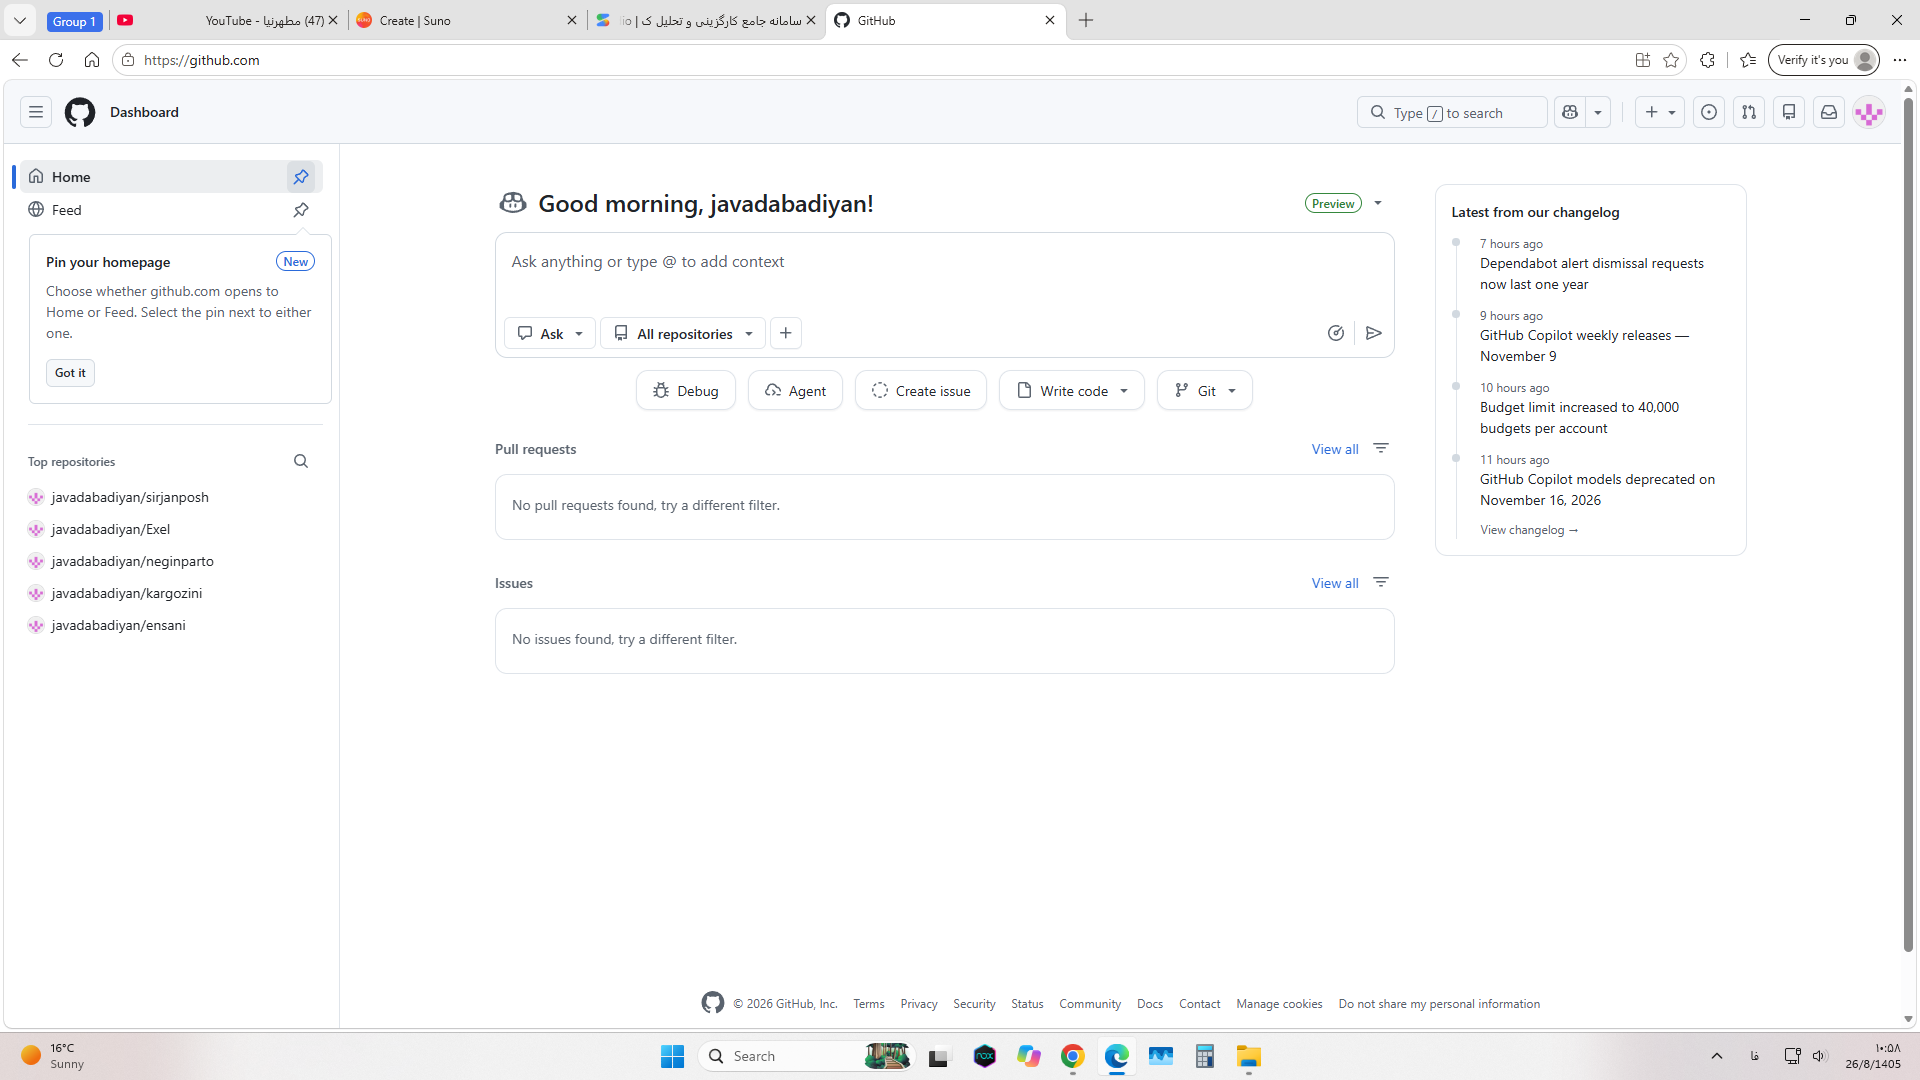 Group 1
YouTube - مطهرنیا (47)
Create | Suno
سامانه جامع کارگزینی و تحلیل ک | io
GitHub
https://github.com
Verify it's you
Dashboard
Type / to search
Home
Feed
Pin your homepage
New
Choose whether github.com opens to
Home or Feed. Select the pin next to either
one.
Got it
Top repositories
javadabadiyan/sirjanposh
javadabadiyan/Exel
javadabadiyan/neginparto
javadabadiyan/kargozini
javadabadiyan/ensani
Good morning, javadabadiyan!
Preview
Ask anything or type @ to add context
Ask
All repositories
Debug
Agent
Create issue
Write code
Git
Pull requests
View all
No pull requests found, try a different filter.
Issues
View all
No issues found, try a different filter.
Latest from our changelog
7 hours ago
Dependabot alert dismissal requests
now last one year
9 hours ago
GitHub Copilot weekly releases —
November 9
10 hours ago
Budget limit increased to 40,000
budgets per account
11 hours ago
GitHub Copilot models deprecated on
November 16, 2026
View changelog →
© 2026 GitHub, Inc. Terms Privacy Security Status Community Docs Contact Manage cookies Do not share my personal information
16°C
Sunny
Search
nox
فا
۱۰:۵۸
26/8/1405